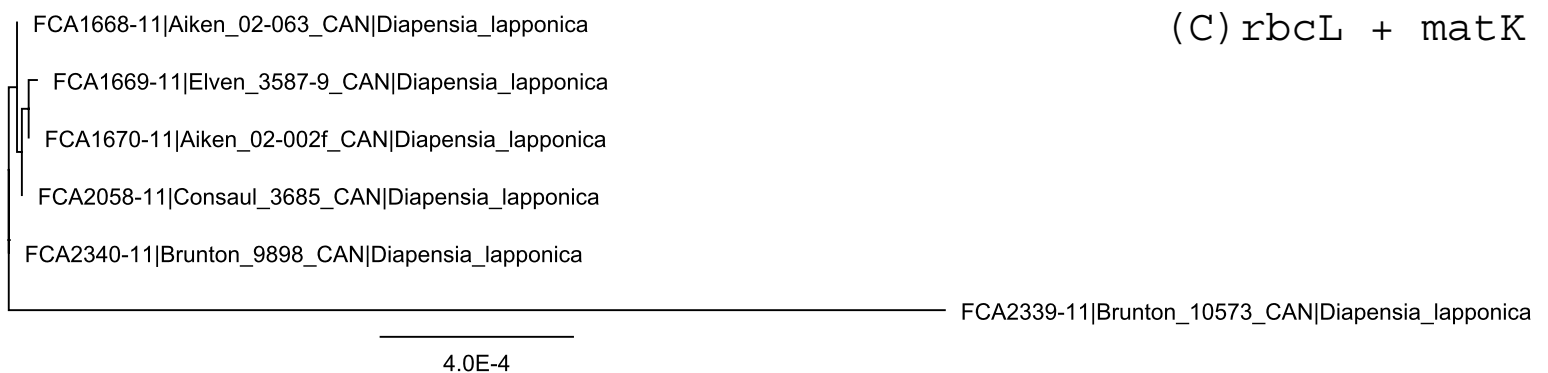 (C) rbcL + matK
FCA1668-11|Aiken_02-063_CAN|Diapensia_lapponica
FCA1669-11|Elven_3587-9_CAN|Diapensia_lapponica
FCA1670-11|Aiken_02-002f_CAN|Diapensia_lapponica
FCA2058-11|Consaul_3685_CAN|Diapensia_lapponica
FCA2340-11|Brunton_9898_CAN|Diapensia_lapponica
FCA2339-11|Brunton_10573_CAN|Diapensia_lapponica
4.0E-4